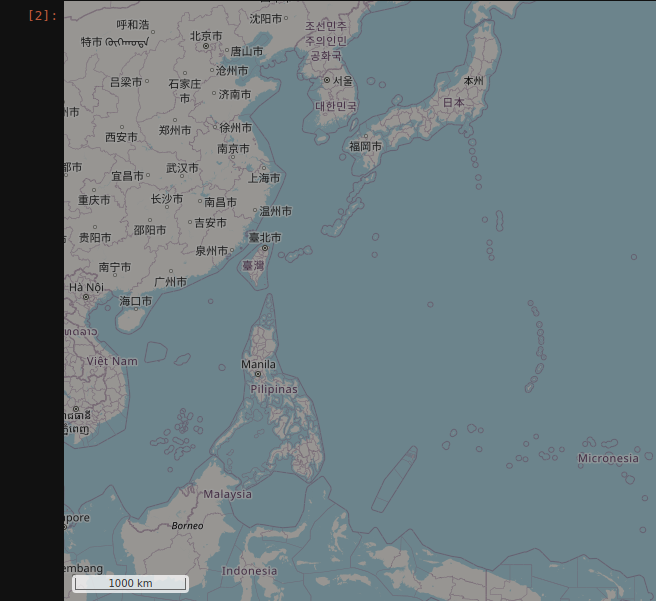 [2]:
沈阳市
呼和浩
特市
조선민주
주의인민
공화국
北京市
唐山市
沧州市
서울
本州
吕梁市
石家庄
市
济南市
대한민국
日本
州市
郑州市
徐州市
西安市
福岡市
南京市
武汉市
宜昌市
上海市
重庆市
长沙市
南昌市
温州市
吉安市
邵阳市
贵阳市
臺北市
泉州市
臺灣
南宁市
广州市
Hà Nội
海口市
Việt Nam
Manila
Pilipinas
Micronesia
Malaysia
apore
Borneo
embang
Indonesia
1000 km